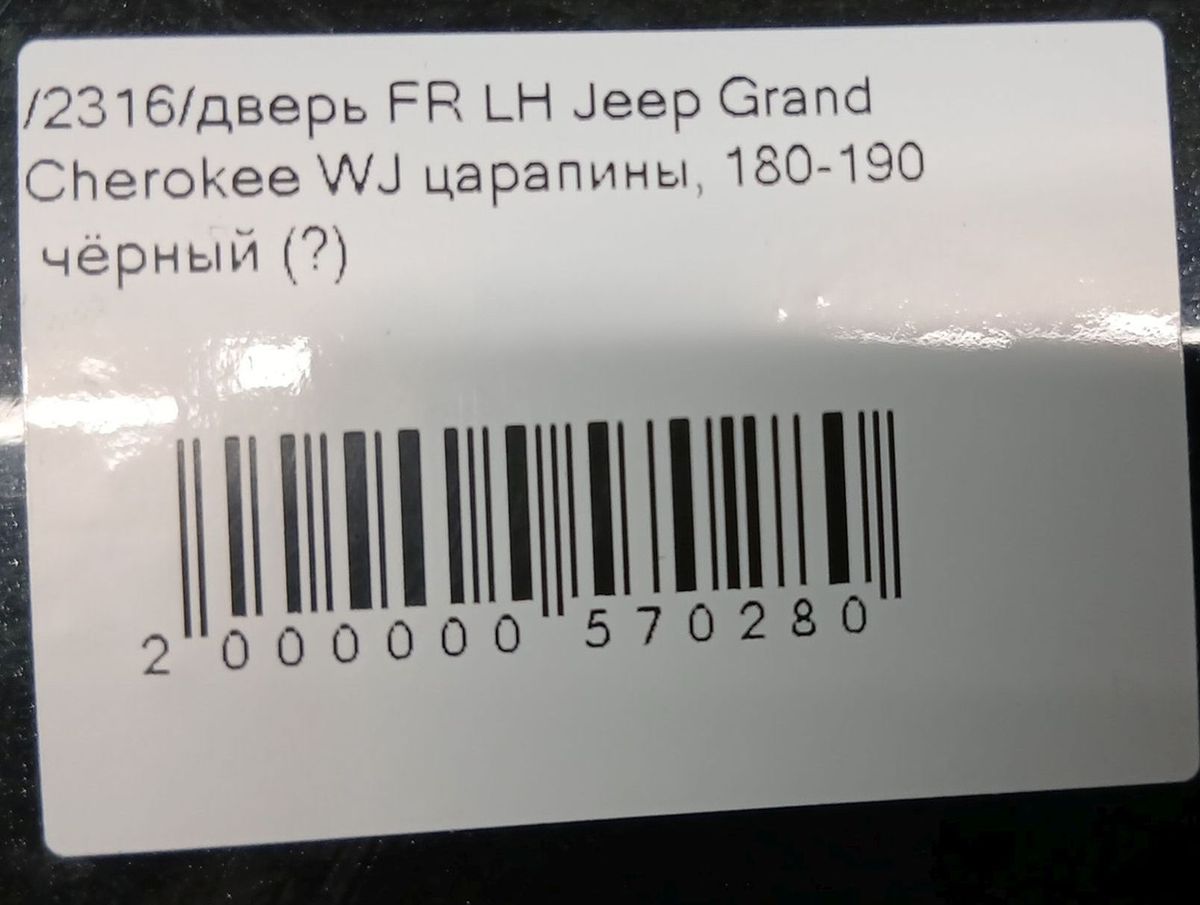 /2316/дверь FR LH Jeep Grand
Cherokee WJ царапины, 180-190
чёрный (?)
2 000000 570280